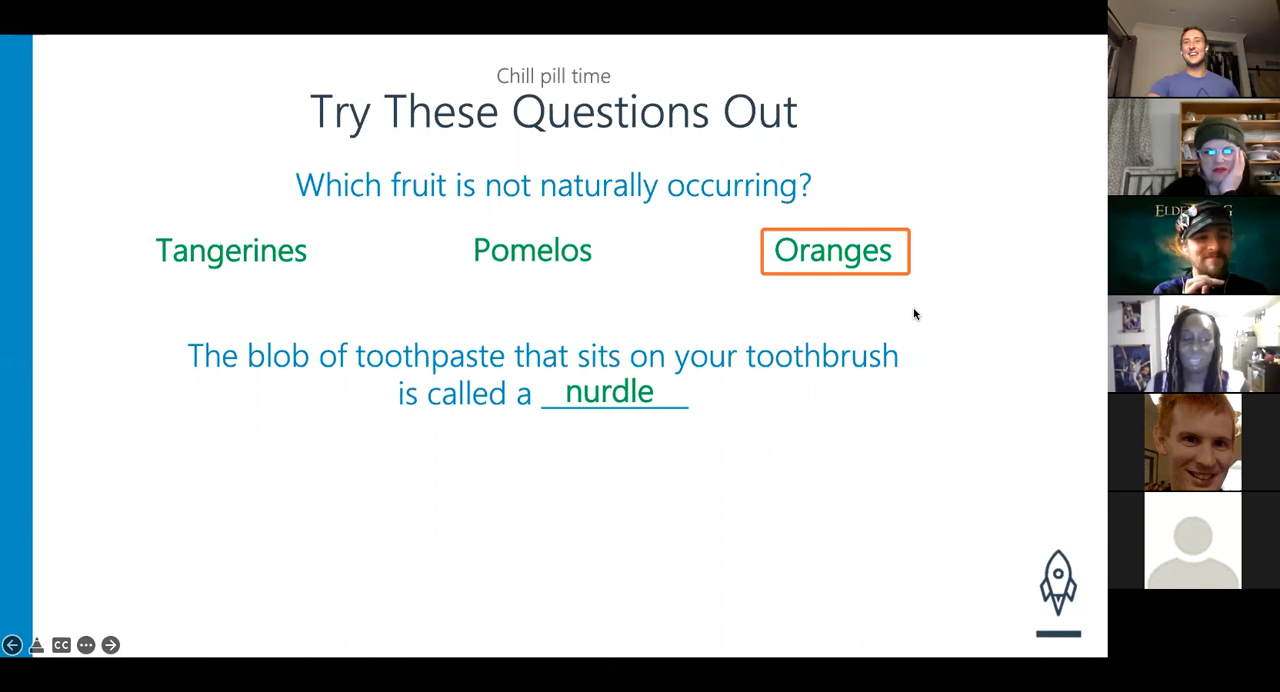 Chill pill time
Try These Questions Out
Which fruit is not naturally occurring?
Tangerines
Pomelos
Oranges
The blob of toothpaste that sits on your toothbrush
is called a nurdle
CC